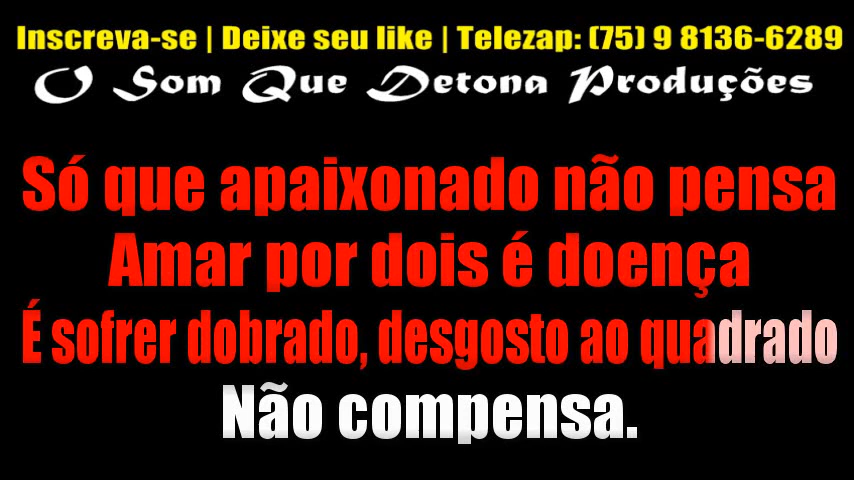 Inscreva-se | Deixe seu like | Telezap: (75) 9 8136-6289
O Som Que Detona Produções
Só que apaixonado não pensa
Amar por dois é doença
É sofrer dobrado, desgosto ao quadrado
Não compensa.